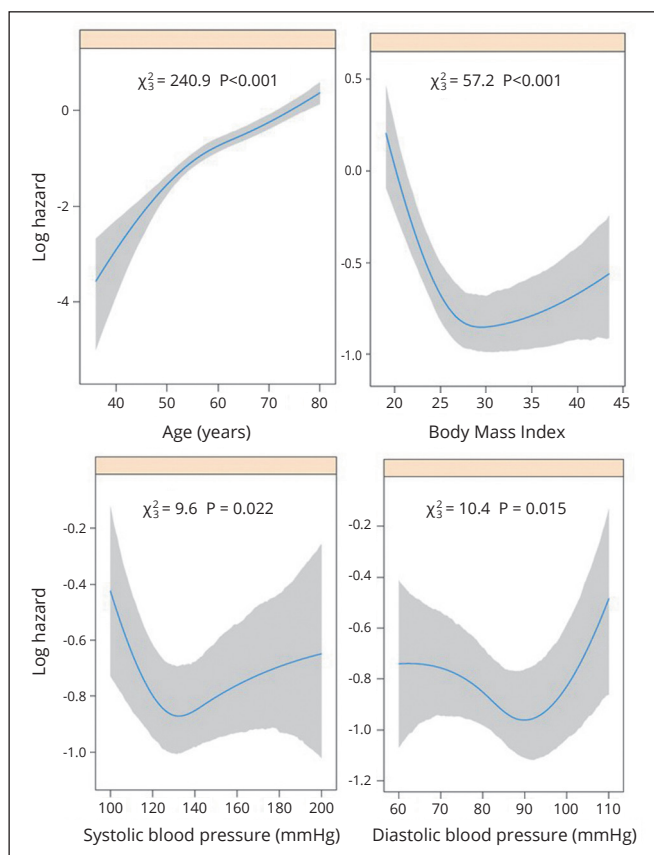 χ²₃ = 240.9 P<0.001
0
-2
-4
Log hazard
40 50 60 70 80
Age (years)
χ²₃ = 57.2 P<0.001
0.5
0.0
-0.5
-1.0
20 25 30 35 40 45
Body Mass Index
χ²₃ = 9.6 P = 0.022
-0.2
-0.4
-0.6
-0.8
-1.0
Log hazard
100 120 140 160 180 200
Systolic blood pressure (mmHg)
χ²₃ = 10.4 P = 0.015
-0.2
-0.4
-0.6
-0.8
-1.0
-1.2
60 70 80 90 100 110
Diastolic blood pressure (mmHg)